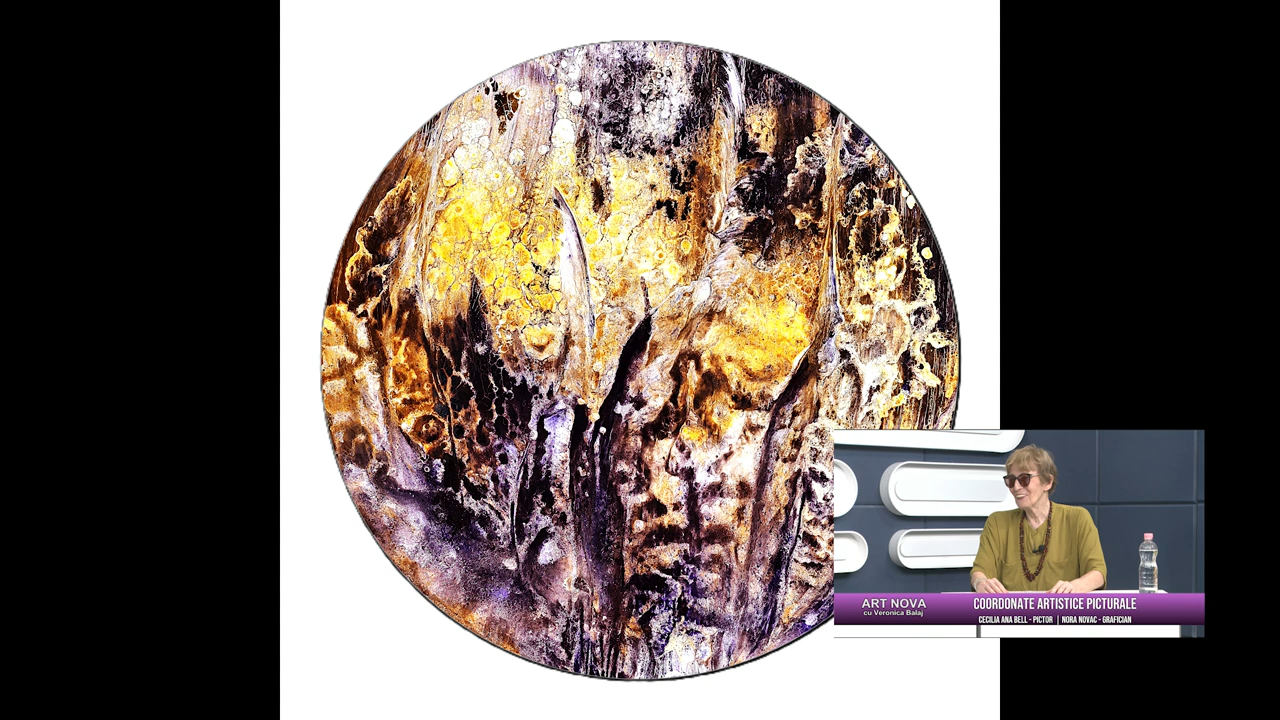 ART NOVA
cu Veronica Balaj
COORDONATE ARTISTICE PICTURALE
CECILIA ANA BELL - PICTOR | NORA NOVAC - GRAFICIAN